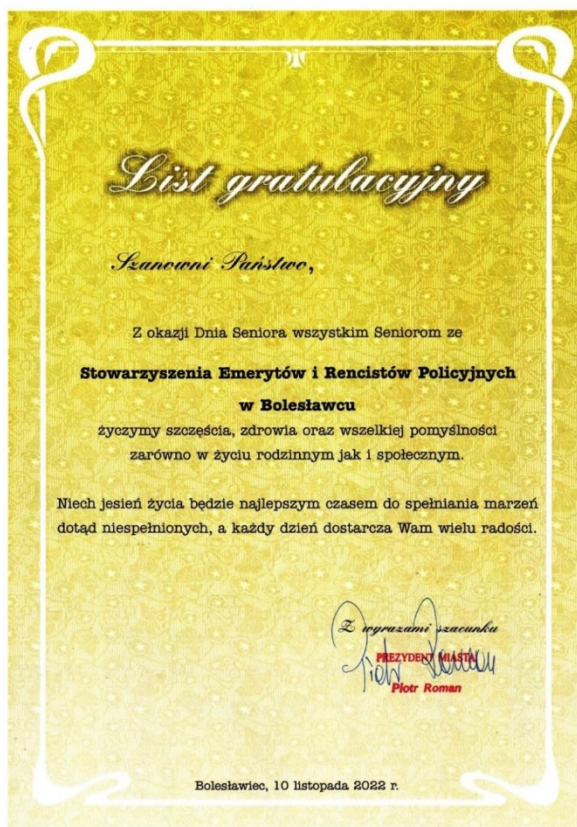 List gratulacyjny
Szanowni Państwo,
Z okazji Dnia Seniora wszystkim Seniorom ze
Stowarzyszenia Emerytów i Rencistów Policyjnych
w Bolesławcu
życzymy szczęścia, zdrowia oraz wszelkiej pomyślności
zarówno w życiu rodzinnym jak i społecznym.
Niech jesień życia będzie najlepszym czasem do spełniania marzeń
dotąd niespełnionych, a każdy dzień dostarcza Wam wielu radości.
Z wyrazami szacunku
PREZYDENT MIASTA
Piotr Roman
Piotr Roman
Bolesławiec, 10 listopada 2022 r.